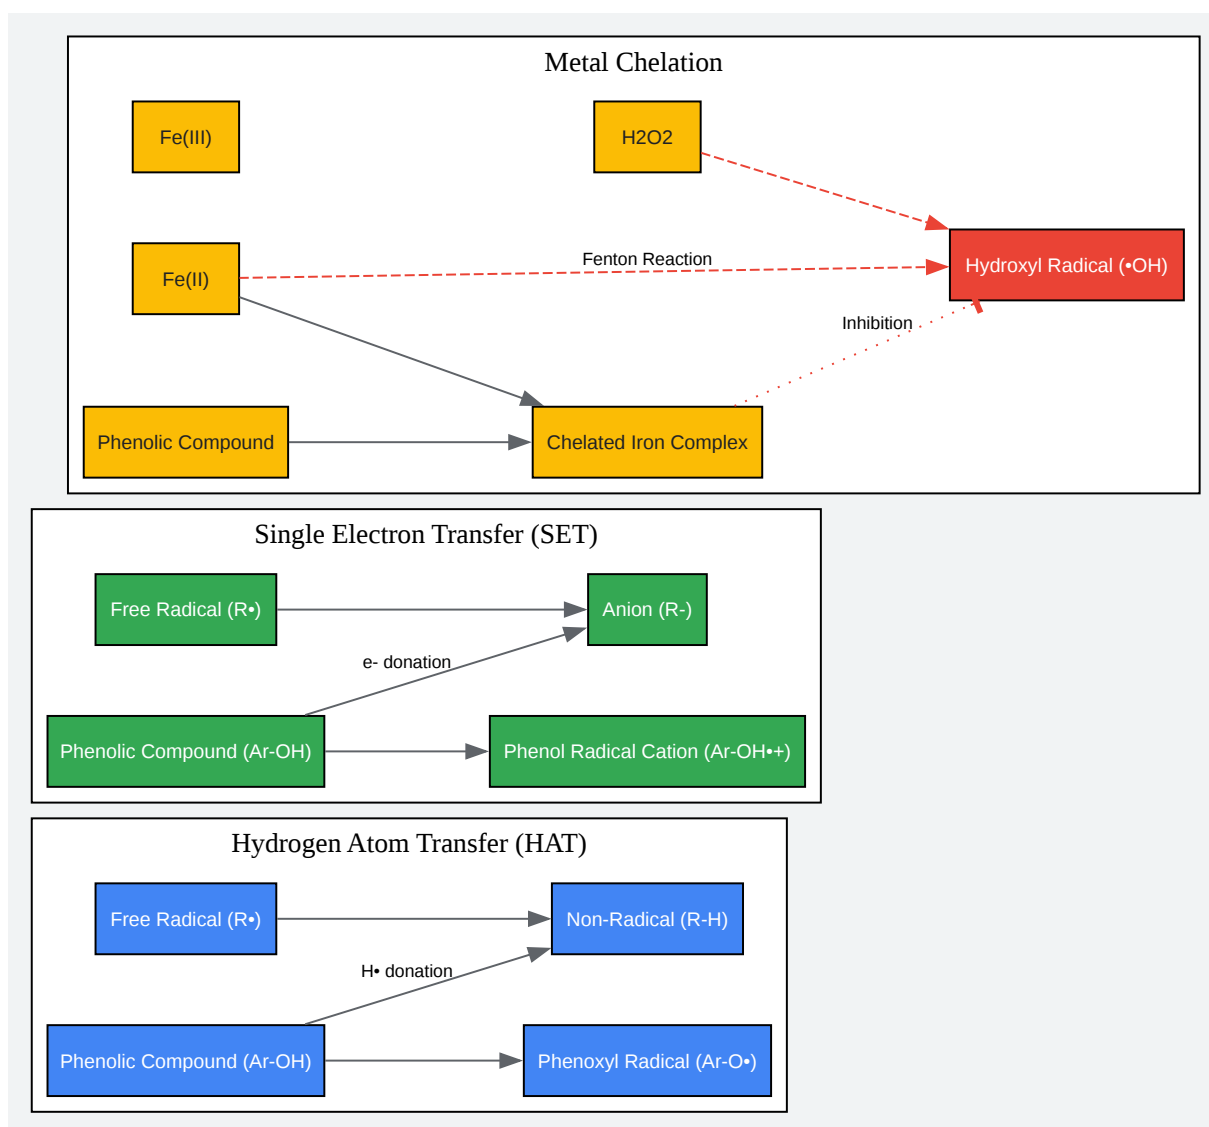 Metal Chelation
Fe(III)
H2O2
Fe(II)
Fenton Reaction
Hydroxyl Radical (•OH)
Inhibition
Phenolic Compound
Chelated Iron Complex
Single Electron Transfer (SET)
Free Radical (R•)
Anion (R-)
e- donation
Phenolic Compound (Ar-OH)
Phenol Radical Cation (Ar-OH•+)
Hydrogen Atom Transfer (HAT)
Free Radical (R•)
Non-Radical (R-H)
H• donation
Phenolic Compound (Ar-OH)
Phenoxyl Radical (Ar-O•)